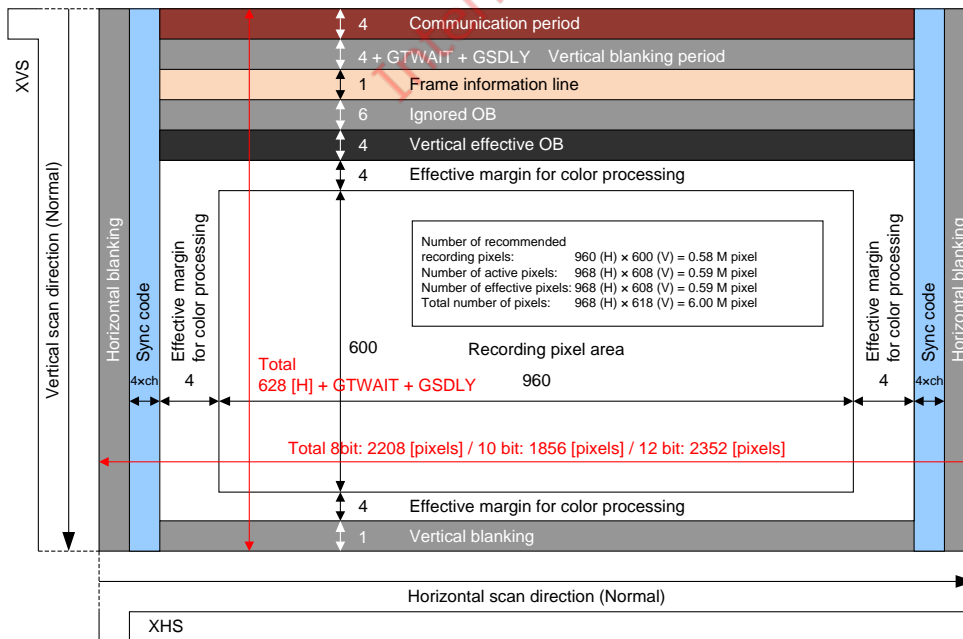 Inter
XVS
4 Communication period
4 + GTWAIT + GSDLY Vertical blanking period
1 Frame information line
6 Ignored OB
4 Vertical effective OB
4 Effective margin for color processing
Vertical scan direction (Normal)
Horizontal blanking
Sync code
4×ch
Effective margin
for color processing
4
Number of recommended
recording pixels: 960 (H) × 600 (V) = 0.58 M pixel
Number of active pixels: 968 (H) × 608 (V) = 0.59 M pixel
Number of effective pixels: 968 (H) × 608 (V) = 0.59 M pixel
Total number of pixels: 968 (H) × 618 (V) = 6.00 M pixel
600 Recording pixel area
Total
628 [H] + GTWAIT + GSDLY
960
Effective margin
for color processing
4
Sync code
4×ch
Horizontal blanking
Total 8bit: 2208 [pixels] / 10 bit: 1856 [pixels] / 12 bit: 2352 [pixels]
4 Effective margin for color processing
1 Vertical blanking
Horizontal scan direction (Normal)
XHS